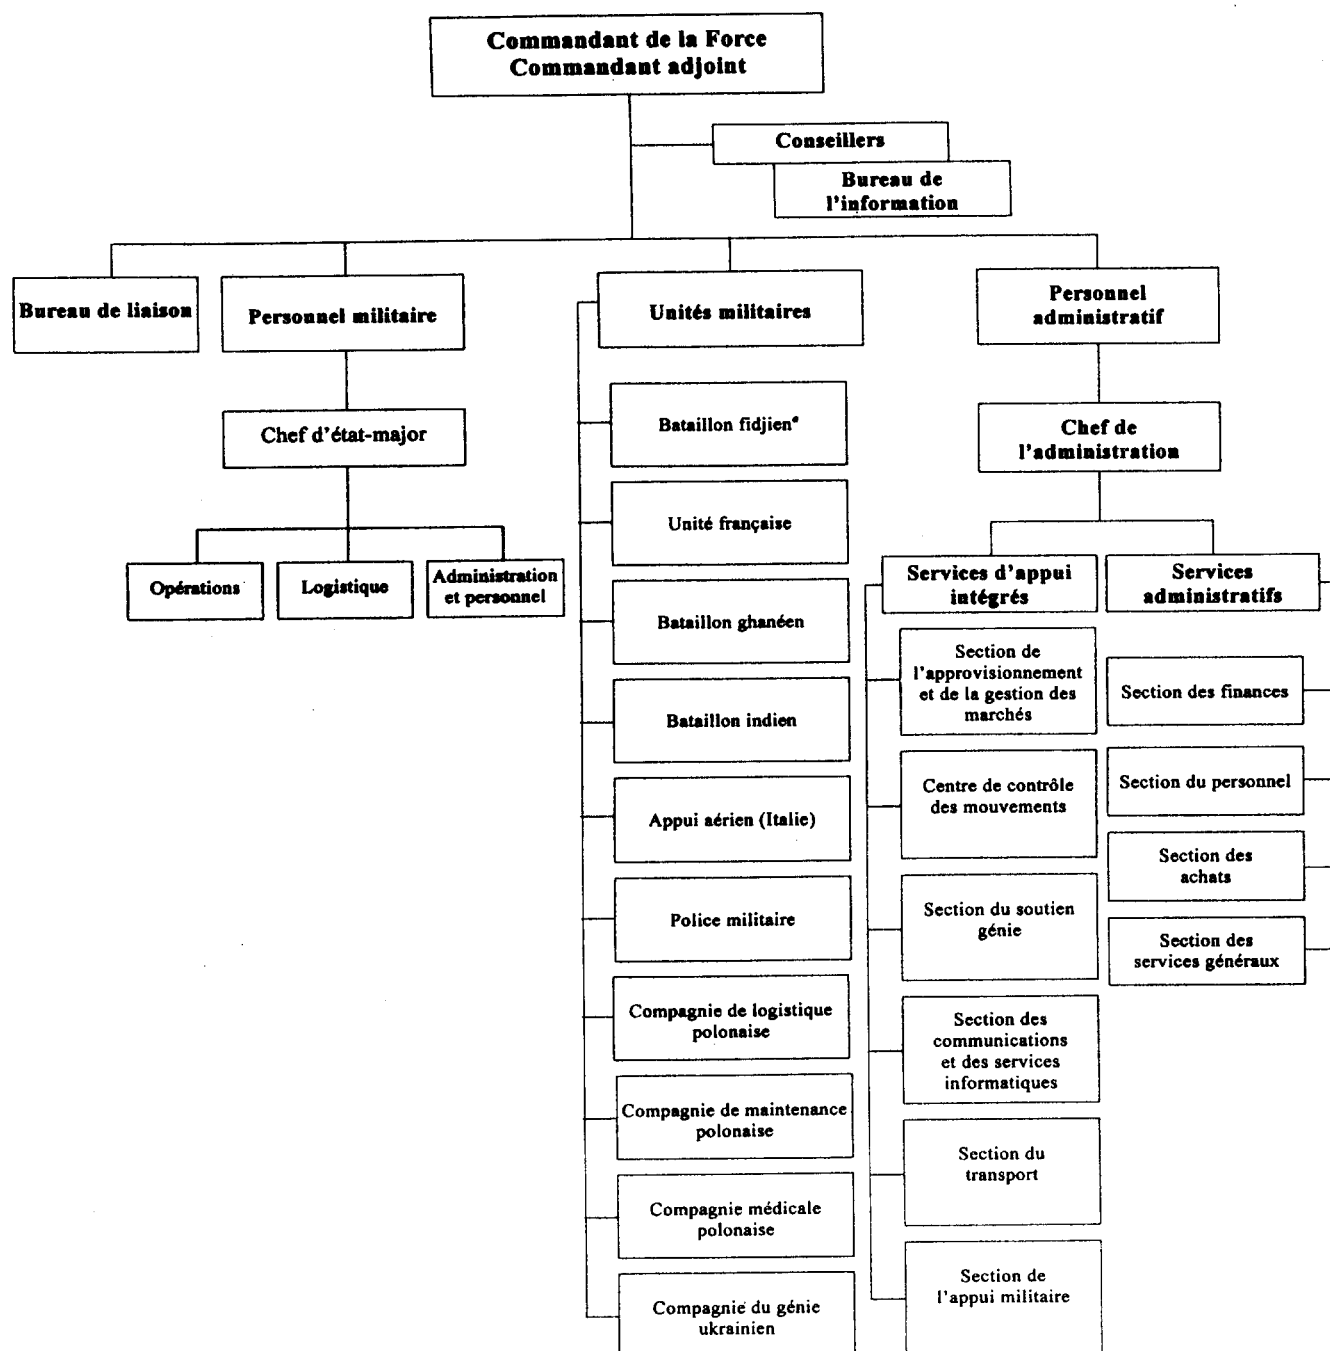 Commandant de la Force
Commandant adjoint
Conseillers
Bureau de
l'information
Bureau de liaison
Personnel militaire
Unités militaires
Personnel
administratif
Chef d'état-major
Opérations
Logistique
Administration
et personnel
Bataillon fidjienª
Unité française
Bataillon ghanéen
Bataillon indien
Appui aérien (Italie)
Police militaire
Compagnie de logistique
polonaise
Compagnie de maintenance
polonaise
Compagnie médicale
polonaise
Compagnie du génie
ukrainien
Chef de
l'administration
Services d'appui
intégrés
Section de
l'approvisionnement
et de la gestion des
marchés
Centre de contrôle
des mouvements
Section du soutien
génie
Section des
communications
et des services
informatiques
Section du
transport
Section de
l'appui militaire
Services
administratifs
Section des finances
Section du personnel
Section des
achats
Section des
services généraux